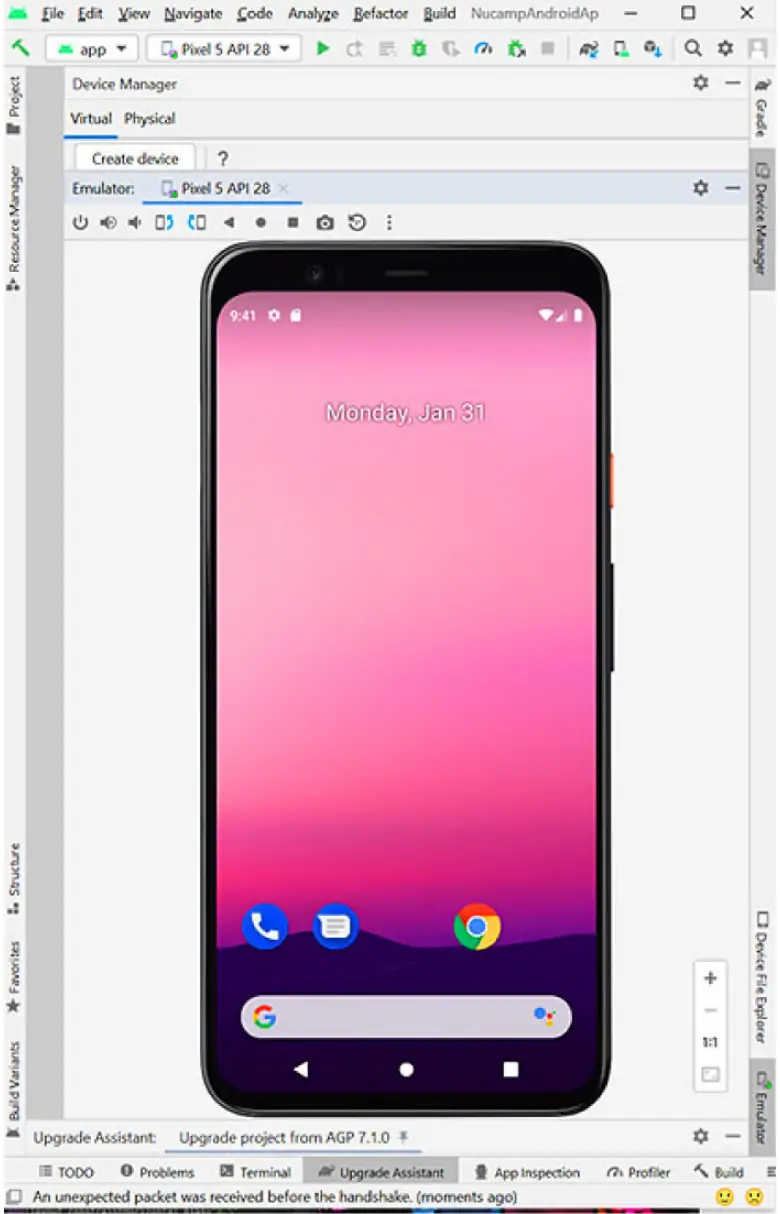 File Edit View Navigate Code Analyze Refactor Build NucampAndroidAp
app Pixel 5 API 28
Device Manager
Virtual Physical
Create device ?
Emulator: Pixel 5 API 28
9:41
Monday, Jan 31
1:1
Project
Resource Manager
Structure
Favorites
Build Variants
Gradle
Device Manager
Device File Explorer
Emulator
Upgrade Assistant: Upgrade project from AGP 7.1.0
TODO Problems Terminal Upgrade Assistant App Inspection Profiler Build
An unexpected packet was received before the handshake. (moments ago)